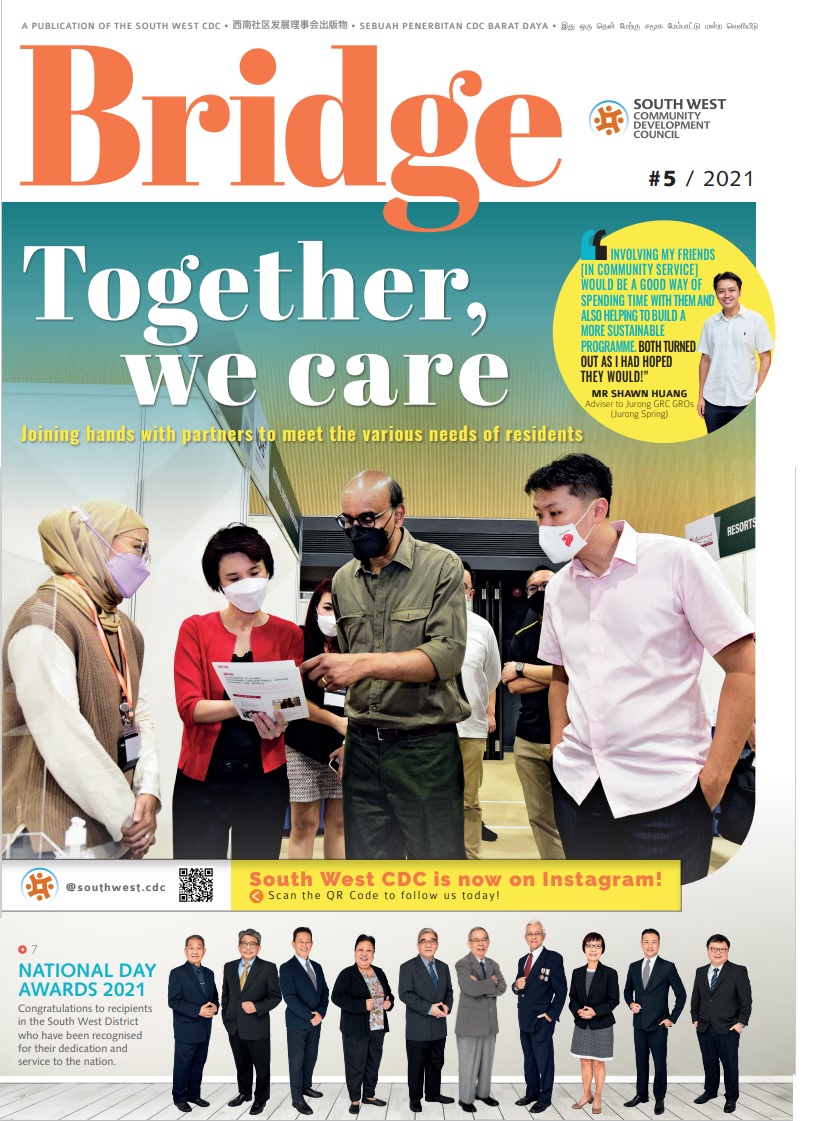 A PUBLICATION OF THE SOUTH WEST CDC • 西南社区发展理事会出版物 • SEBUAH PENERBITAN CDC BARAT DAYA • இது ஒரு தென் மேற்கு சமூக மேம்பாட்டு மன்ற வெளியீடு
Bridge
SOUTH WEST
COMMUNITY
DEVELOPMENT
COUNCIL
#5 / 2021
Together,
we care
Joining hands with partners to meet the various needs of residents
“INVOLVING MY FRIENDS
[IN COMMUNITY SERVICE]
WOULD BE A GOOD WAY OF
SPENDING TIME WITH THEM AND
ALSO HELPING TO BUILD A
MORE SUSTAINABLE
PROGRAMME. BOTH TURNED
OUT AS I HAD HOPED
THEY WOULD!”
MR SHAWN HUANG
Adviser to Jurong GRC GROs
(Jurong Spring)
RESORTS
@southwest.cdc
South West CDC is now on Instagram!
Scan the QR Code to follow us today!
7
NATIONAL DAY
AWARDS 2021
Congratulations to recipients
in the South West District
who have been recognised
for their dedication and
service to the nation.